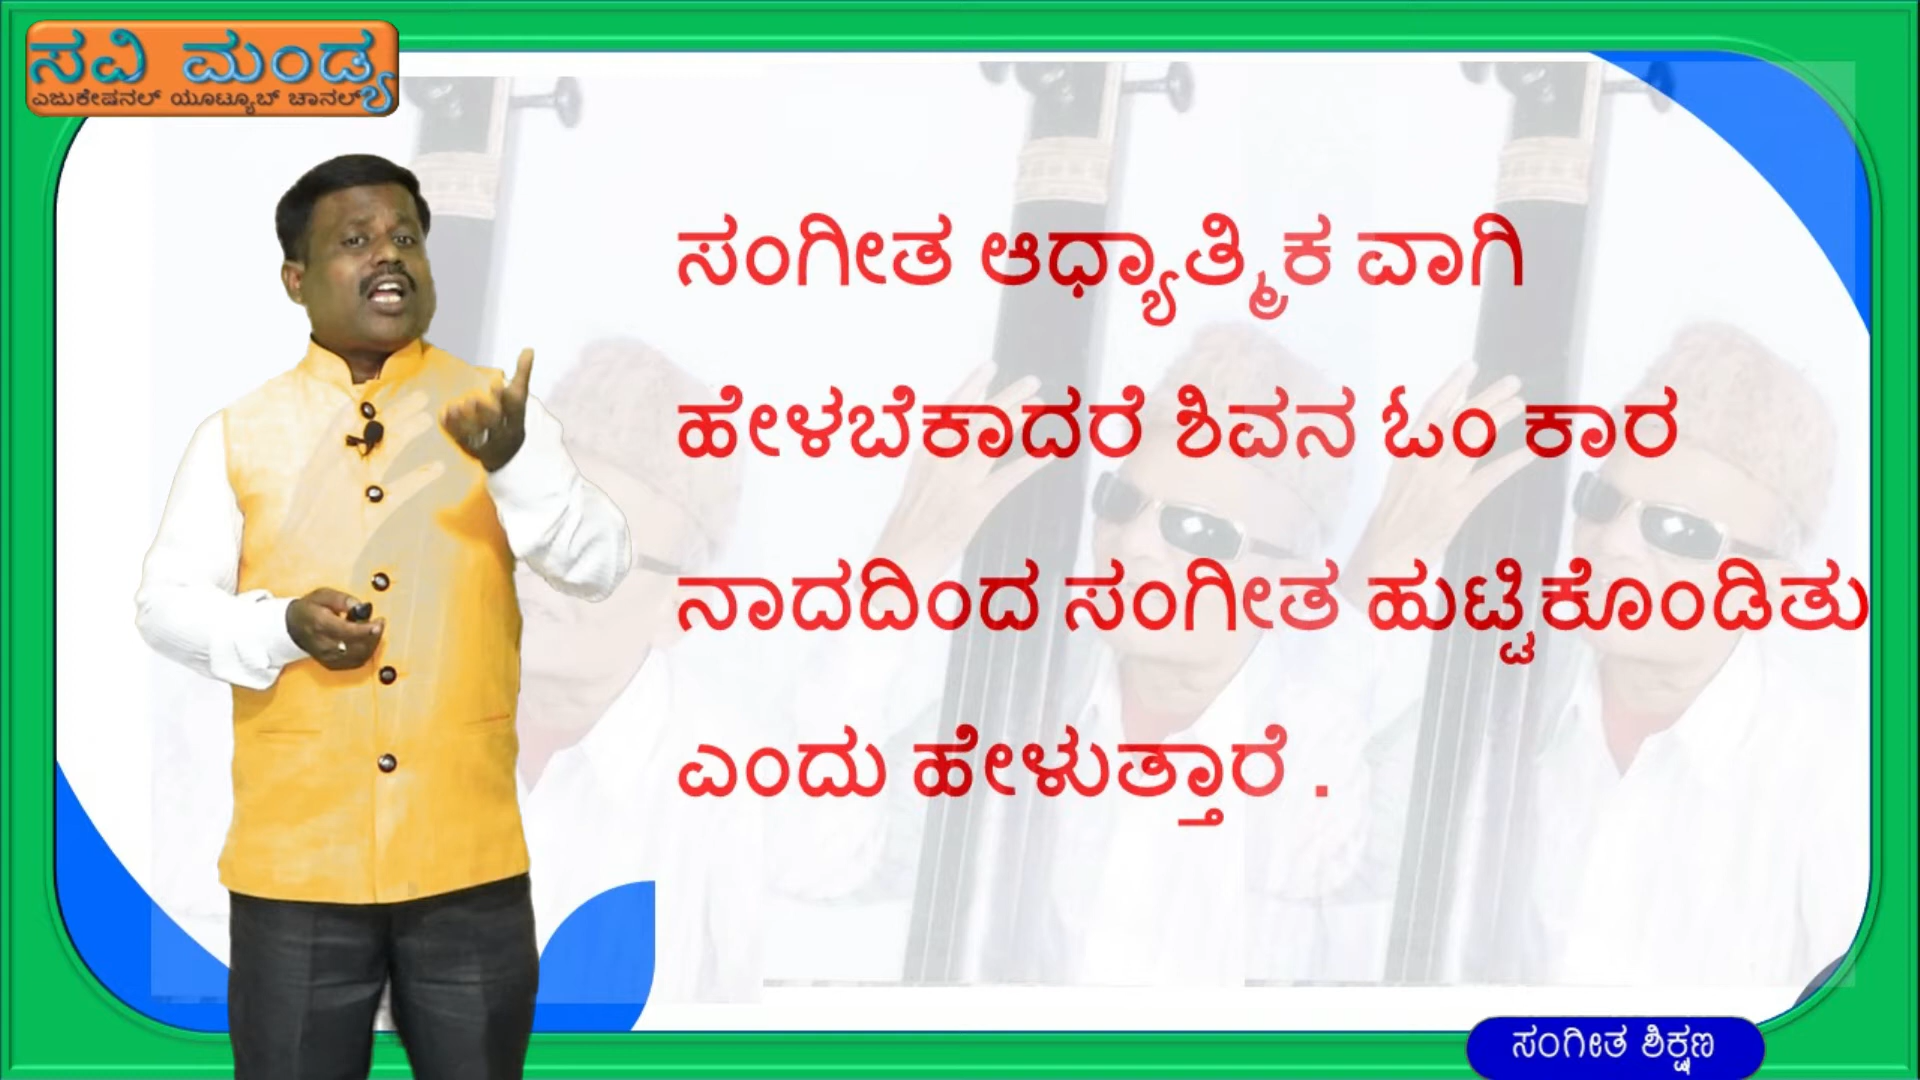 ಸವಿ ಮಂಡ್ಯ
ಎಜುಕೇಷನಲ್ ಯೂಟ್ಯೂಬ್ ಚಾನಲ್
ಸಂಗೀತ ಆಧ್ಯಾತ್ಮಿಕ ವಾಗಿ
ಹೇಳಬೆಕಾದರೆ ಶಿವನ ಓಂ ಕಾರ
ನಾದದಿಂದ ಸಂಗೀತ ಹುಟ್ಟಿಕೊಂಡಿತು
ಎಂದು ಹೇಳುತ್ತಾರೆ .
ಸಂಗೀತ ಶಿಕ್ಷಣ